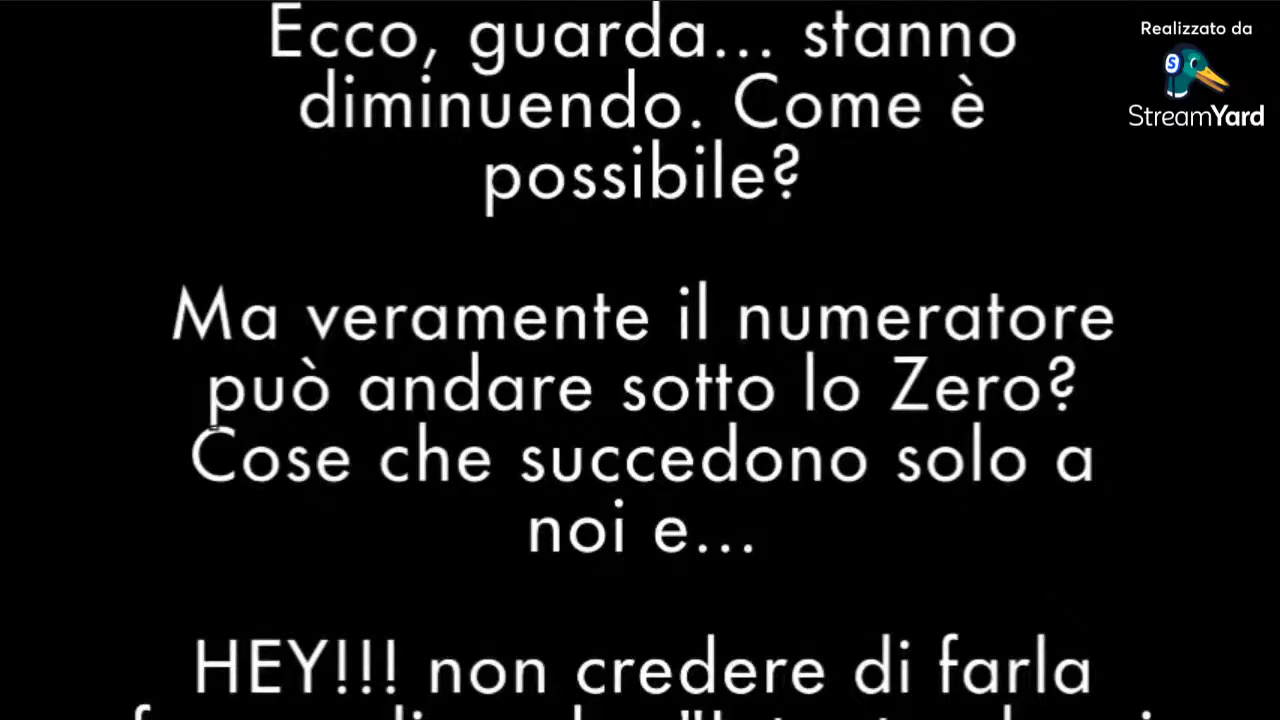 Ecco, guarda... stanno
diminuendo. Come è
possibile?
Ma veramente il numeratore
può andare sotto lo Zero?
Cose che succedono solo a
noi e...
HEY!!! non credere di farla
Realizzato da
StreamYard